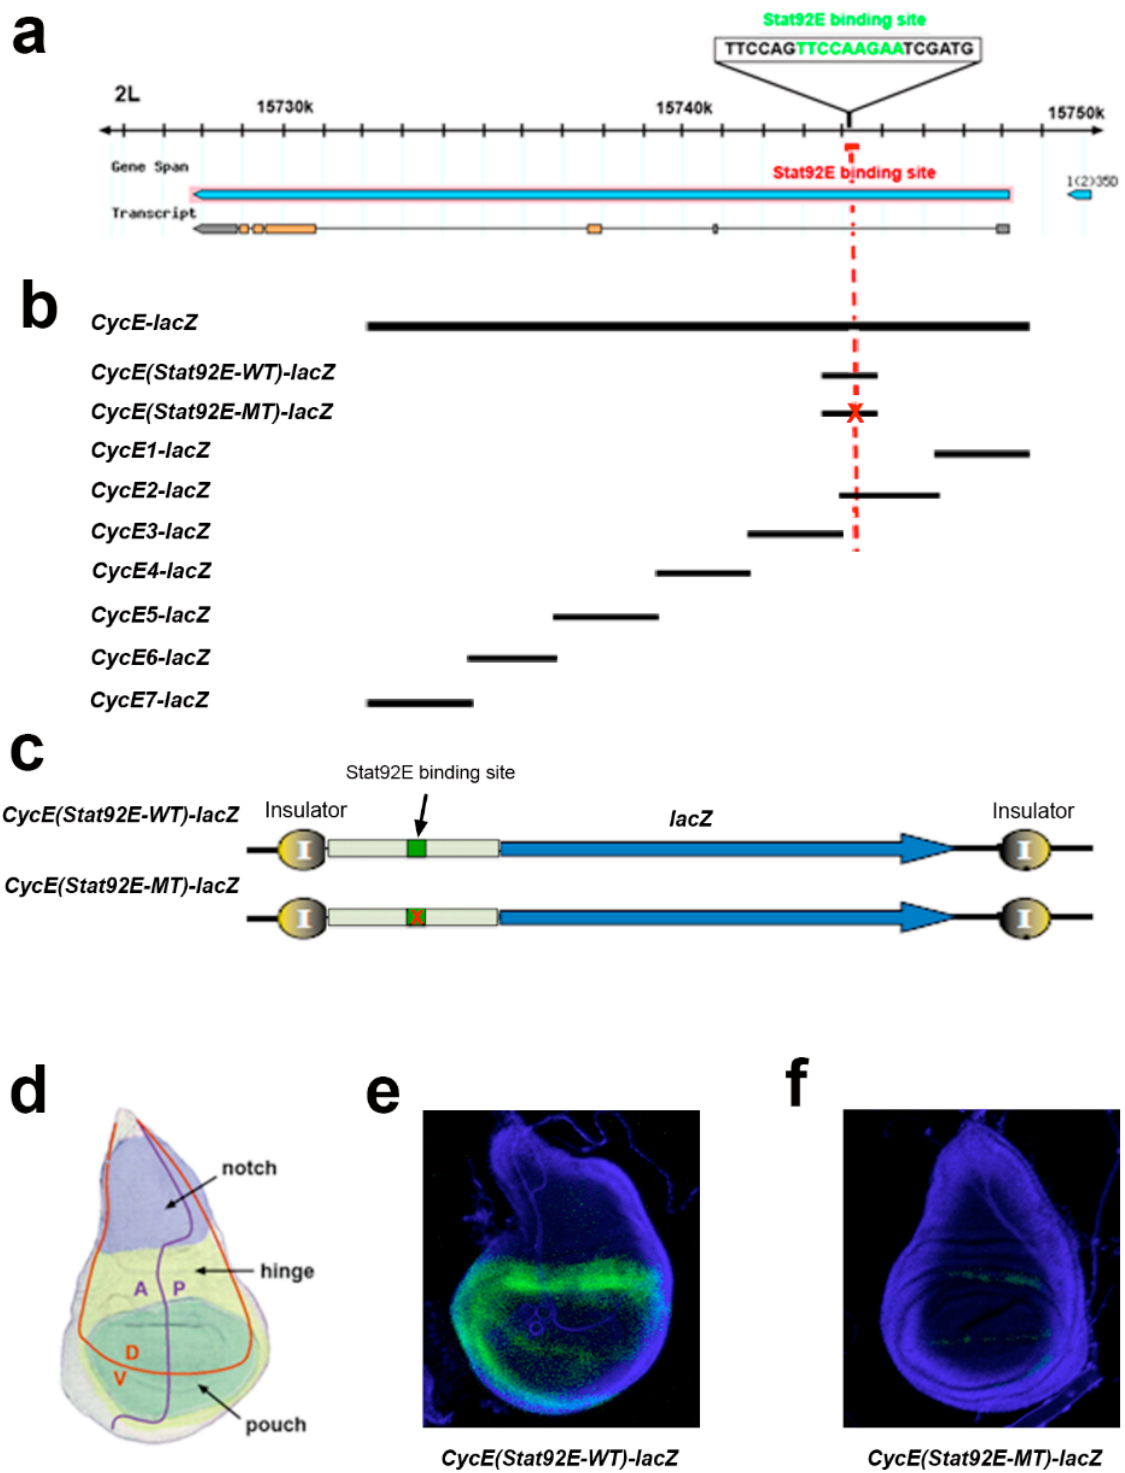 a
Stat92E binding site
TTCCAGTTCCAAGAATCGATG
2L
15730k
15740k
15750k
Gene Span
Stat92E binding site
l(2)35D
Transcript
b
CycE-lacZ
CycE(Stat92E-WT)-lacZ
CycE(Stat92E-MT)-lacZ
X
CycE1-lacZ
CycE2-lacZ
CycE3-lacZ
CycE4-lacZ
CycE5-lacZ
CycE6-lacZ
CycE7-lacZ
c
Stat92E binding site
CycE(Stat92E-WT)-lacZ
Insulator
lacZ
Insulator
I
I
CycE(Stat92E-MT)-lacZ
I
X
I
d
notch
hinge
A P
D
V
pouch
e
f
CycE(Stat92E-WT)-lacZ
CycE(Stat92E-MT)-lacZ